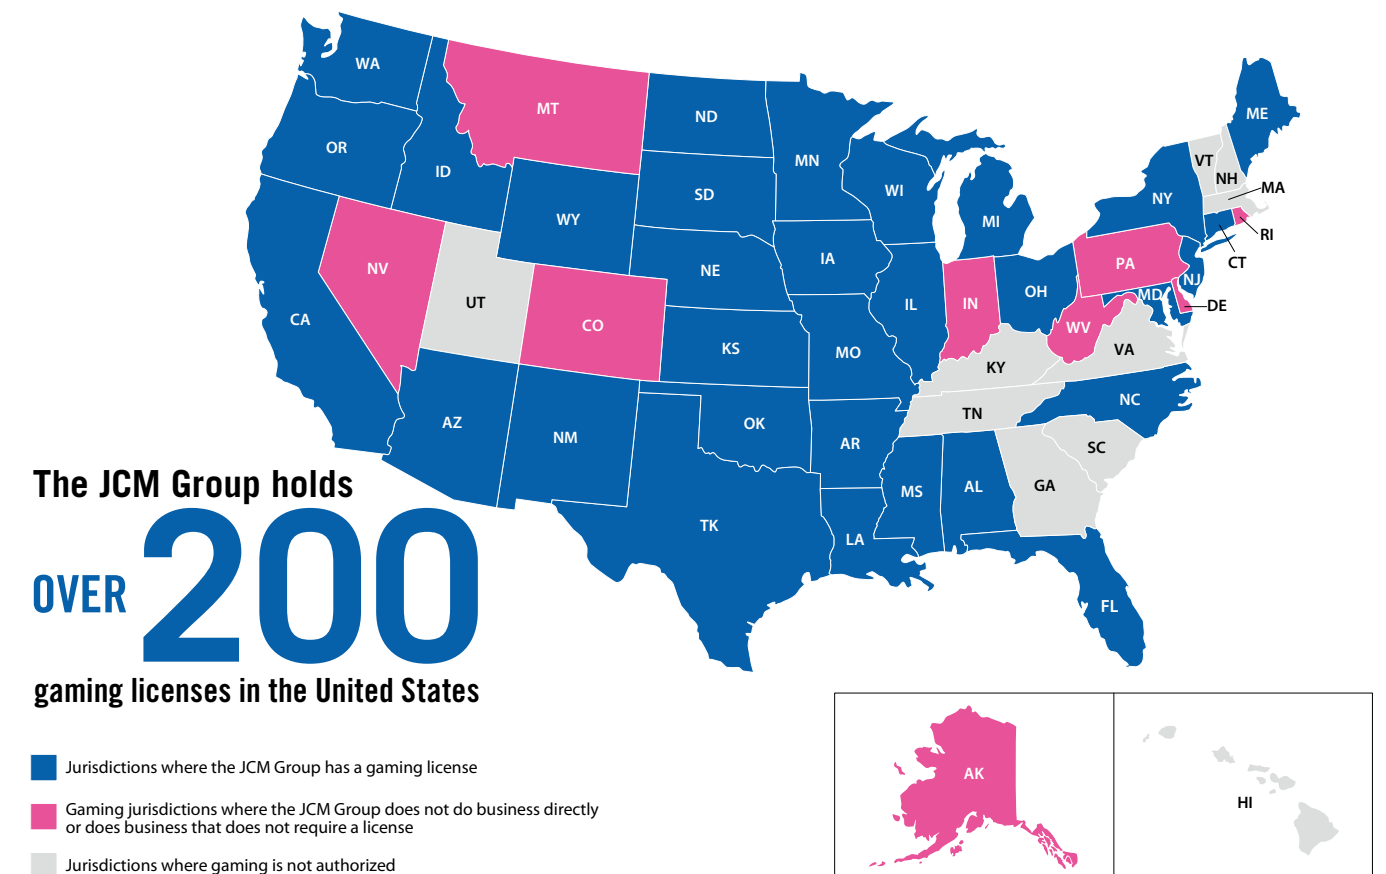 WA
MT
ND
ME
OR
ID
MN
VT
NH
MA
SD
WI
NY
WY
MI
RI
CT
NV
NE
IA
PA
UT
IL
IN
OH
NJ
MD
DE
CA
CO
WV
KS
MO
KY
VA
AZ
NM
OK
AR
TN
NC
SC
MS
AL
GA
TK
LA
FL
The JCM Group holds
OVER 200
gaming licenses in the United States
Jurisdictions where the JCM Group has a gaming license
Gaming jurisdictions where the JCM Group does not do business directly
or does business that does not require a license
Jurisdictions where gaming is not authorized
AK
HI